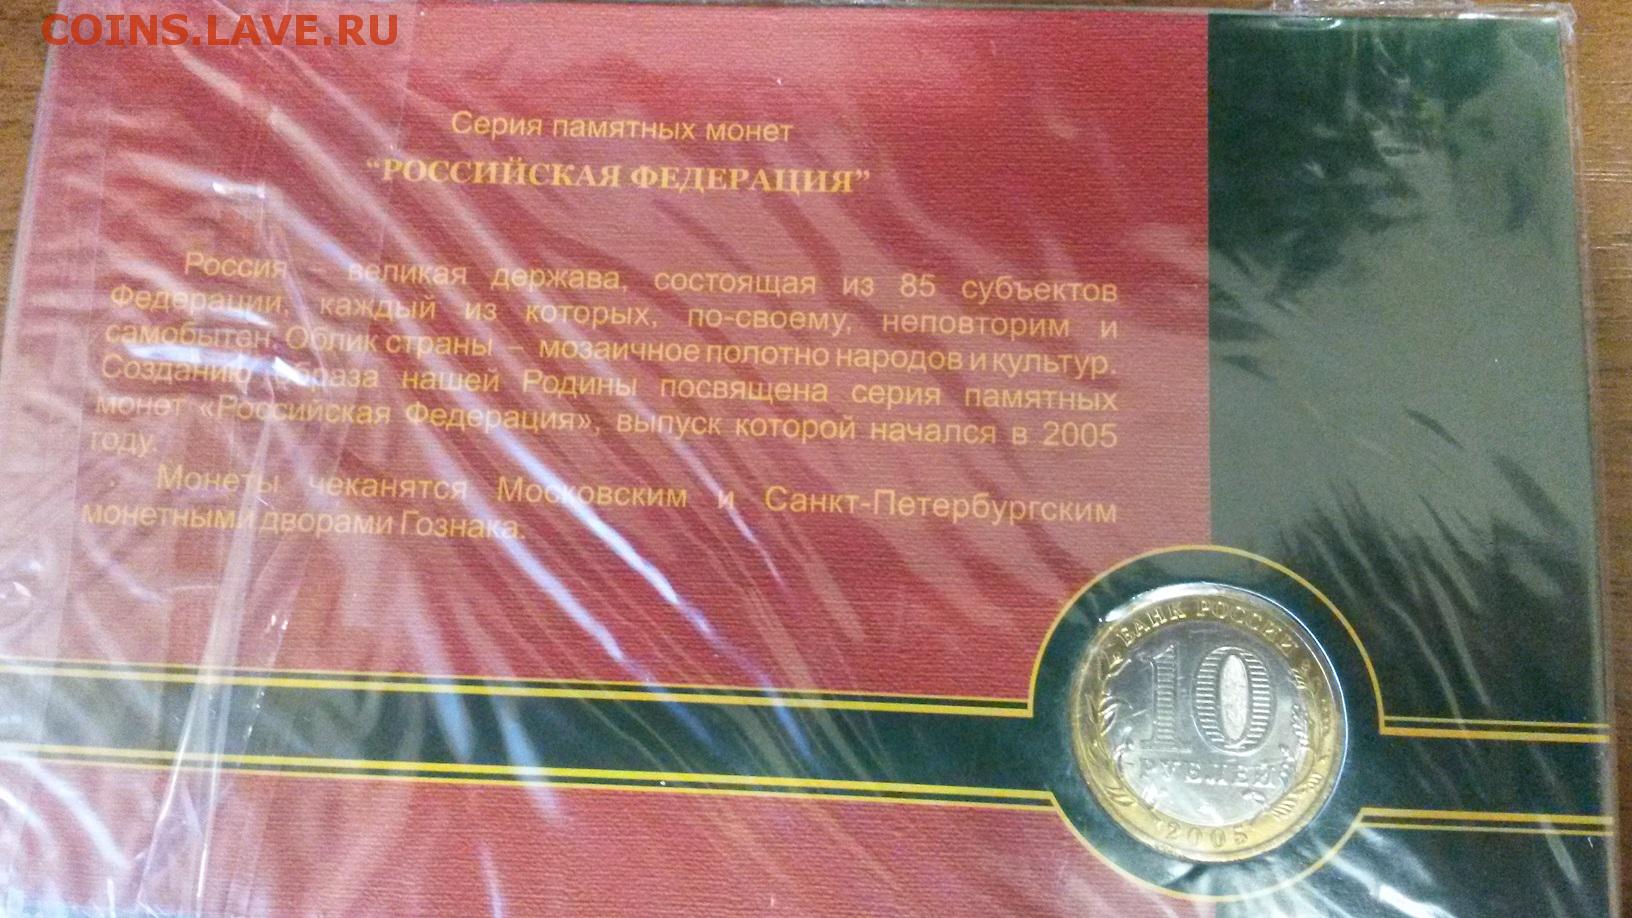 COINS.LAVE.RU
Серия памятных монет
“РОССИЙСКАЯ ФЕДЕРАЦИЯ”
Россия – великая держава, состоящая из 85 субъектов
Федерации, каждый из которых, по-своему, неповторим и
самобытен. Облик страны – мозаичное полотно народов и культур.
Созданию образа нашей Родины посвящена серия памятных
монет «Российская Федерация», выпуск которой начался в 2005
году.
Монеты чеканятся Московским и Санкт-Петербургским
монетными дворами Гознака.
БАНК РОССИИ
10
РУБЛЕЙ
2005